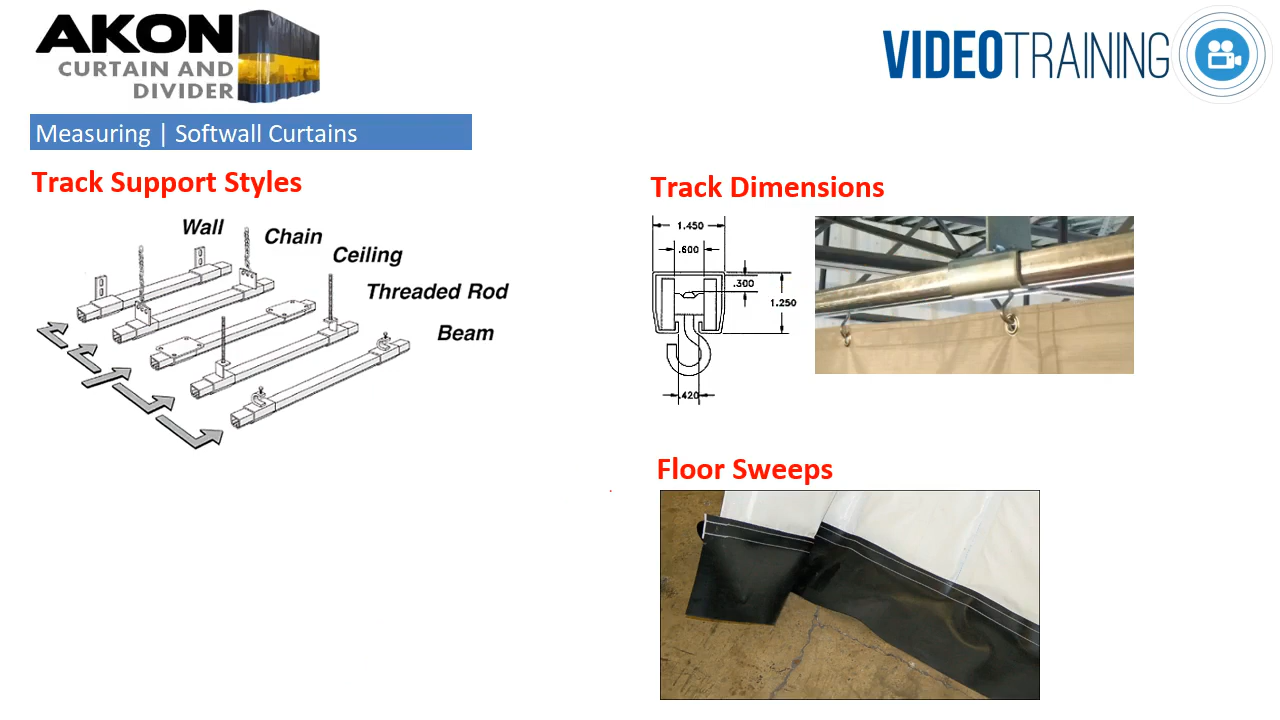 AKON
CURTAIN AND
DIVIDER
VIDEOTRAINING
Measuring | Softwall Curtains
Track Support Styles
Wall
Chain
Ceiling
Threaded Rod
Beam
Track Dimensions
1.450
.600
.300
1.250
.420
Floor Sweeps